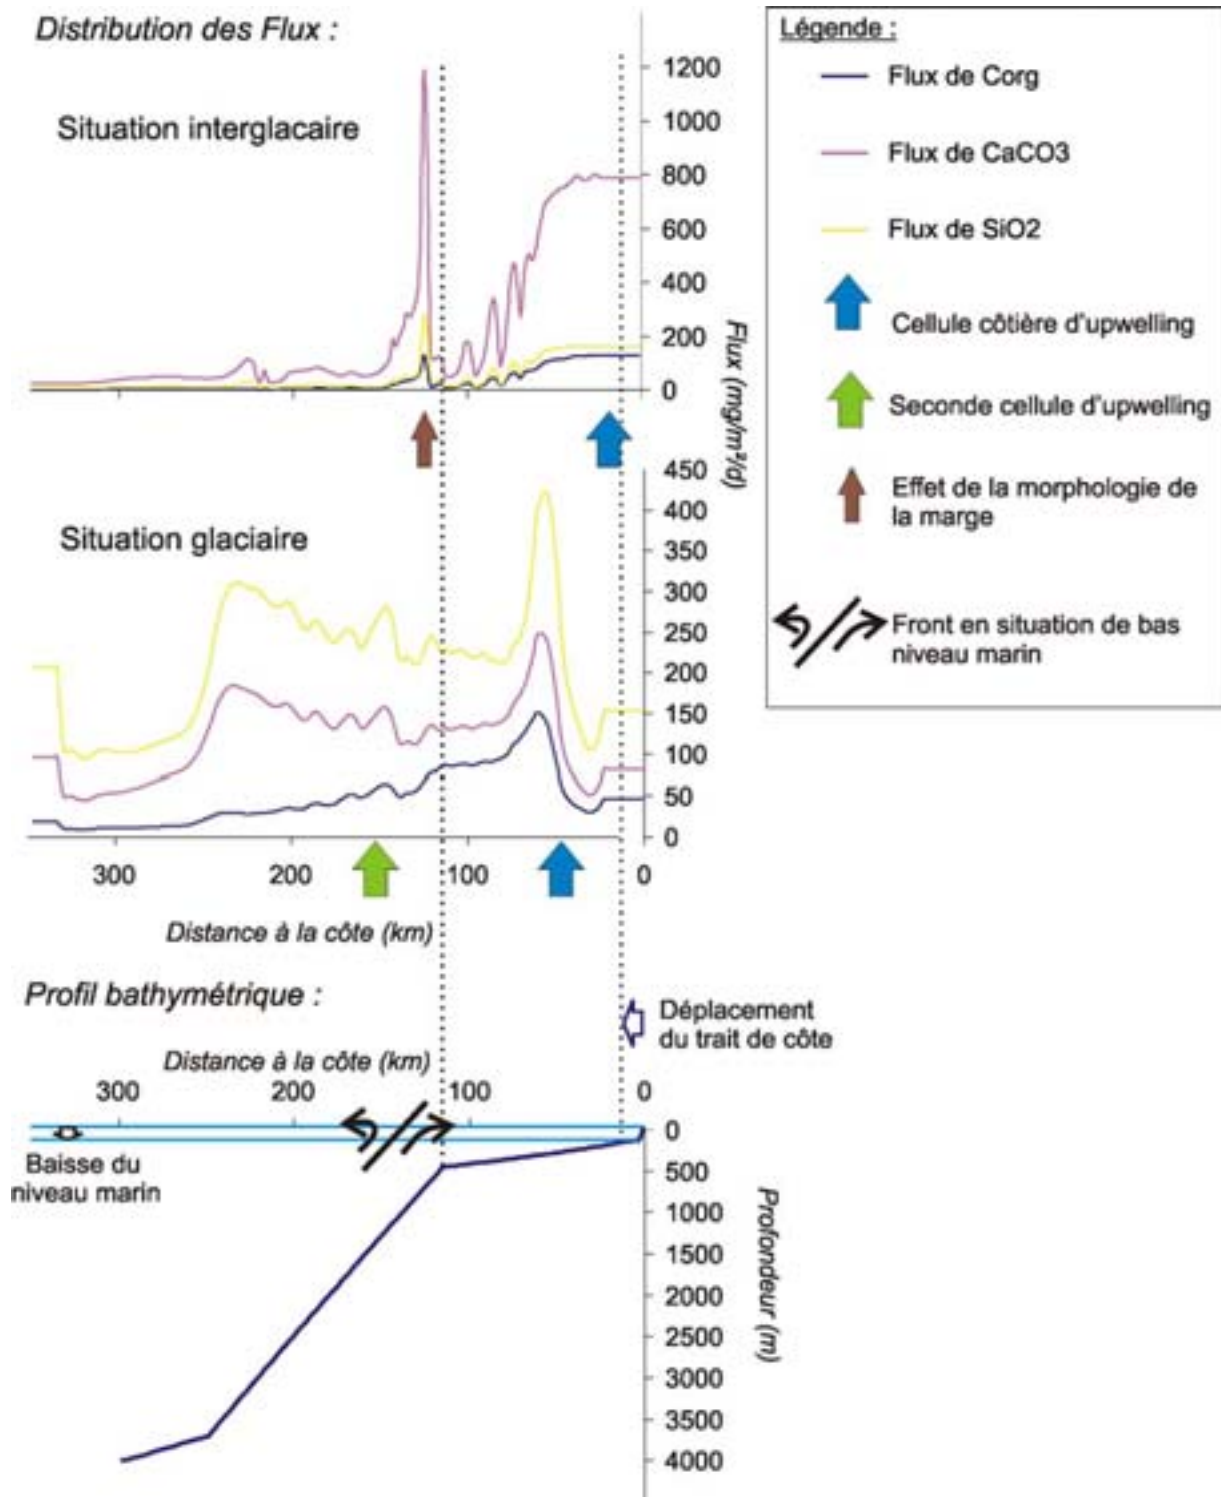 Distribution des Flux :
Situation interglacaire
1200
1000
800
600
400
200
0
300
200
100
0
Flux (mg/m²/d)
Situation glaciaire
450
400
350
300
250
200
150
100
50
0
300
200
100
0
Distance à la côte (km)
Profil bathymétrique :
Déplacement
du trait de côte
Distance à la côte (km)
300
200
100
0
Baisse du
niveau marin
0
500
1000
1500
2000
2500
3000
3500
4000
Profondeur (m)
Légende :
Flux de Corg
Flux de CaCO3
Flux de SiO2
Cellule côtière d'upwelling
Seconde cellule d'upwelling
Effet de la morphologie de
la marge
Front en situation de bas
niveau marin